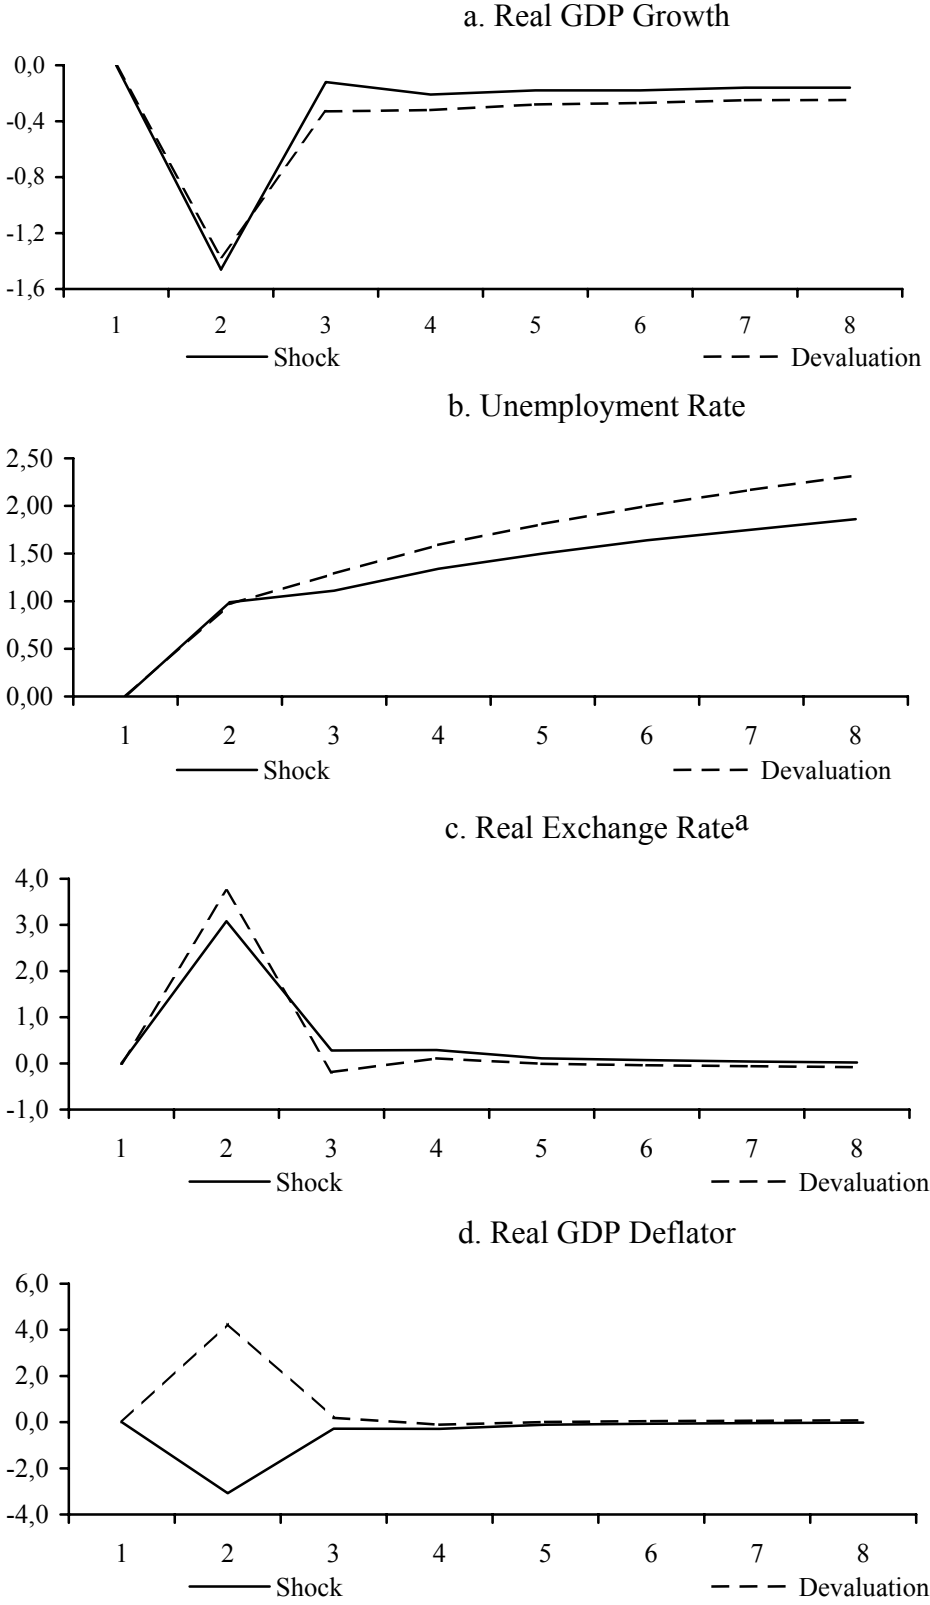 a. Real GDP Growth
0,0
-0,4
-0,8
-1,2
-1,6
1 2 3 4 5 6 7 8
Shock Devaluation
b. Unemployment Rate
2,50
2,00
1,50
1,00
0,50
0,00
1 2 3 4 5 6 7 8
Shock Devaluation
c. Real Exchange Rateª
4,0
3,0
2,0
1,0
0,0
-1,0
1 2 3 4 5 6 7 8
Shock Devaluation
d. Real GDP Deflator
6,0
4,0
2,0
0,0
-2,0
-4,0
1 2 3 4 5 6 7 8
Shock Devaluation